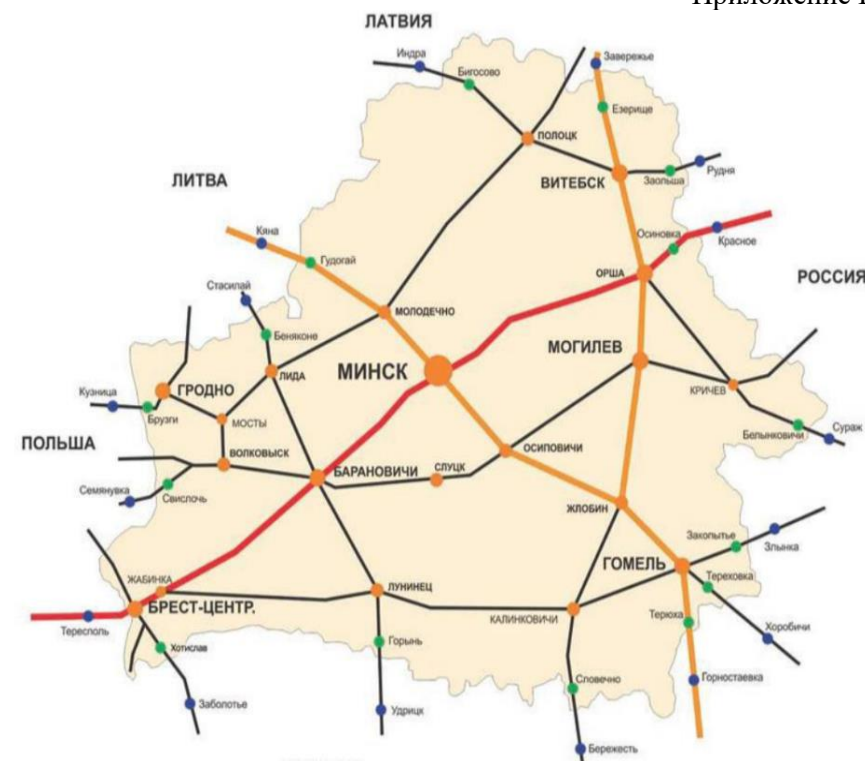 Приложение
ЛАТВИЯ
Индра
Завережье
Бигосово
Езерище
ПОЛОЦК
Рудня
ЛИТВА
ВИТЕБСК
Заольша
Кяна
Осиновка
Красное
Гудогай
ОРША
РОССИЯ
Стасилай
МОЛОДЕЧНО
Беняконе
МОГИЛЕВ
МИНСК
ЛИДА
ГРОДНО
КРИЧЕВ
Кузница
Брузги
МОСТЫ
Белынковичи
Сураж
ПОЛЬША
ВОЛКОВЫСК
ОСИПОВИЧИ
БАРАНОВИЧИ
СЛУЦК
Семянувка
Свислочь
ЖЛОБИН
Закопытье
Злынка
ГОМЕЛЬ
ЖАБИНКА
Тереховка
ЛУНИНЕЦ
БРЕСТ-ЦЕНТР.
КАЛИНКОВИЧИ
Терюха
Тересполь
Хоробичи
Хотислав
Горынь
Словечно
Горностаевка
Заболотье
Удрицк
Бережесть